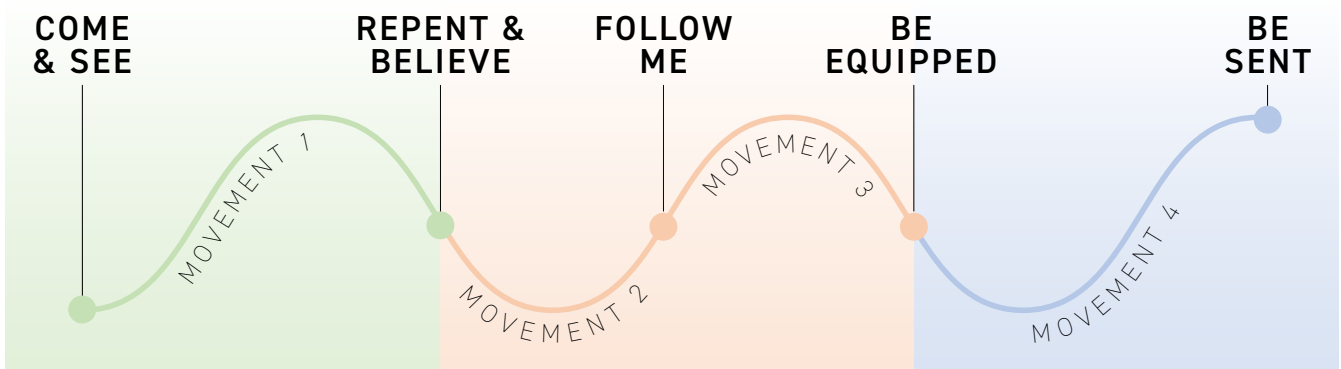 COME
& SEE
REPENT &
BELIEVE
FOLLOW
ME
BE
EQUIPPED
BE
SENT
MOVEMENT 1
MOVEMENT 2
MOVEMENT 3
MOVEMENT 4